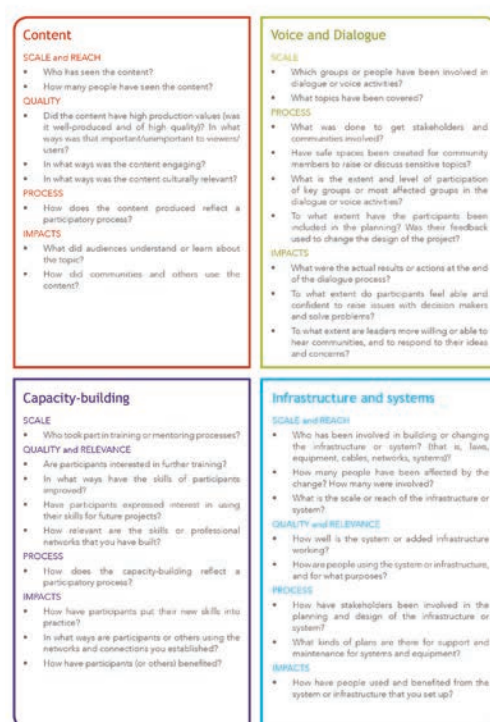 Content
SCALE and REACH
• Who has seen the content?
• How many people have seen the content?
QUALITY
• Did the content have high production values (was
it well-produced and of high quality)? In what
ways was that important/unimportant to viewers/
users?
• In what ways was the content engaging?
• In what ways was the content culturally relevant?
PROCESS
• How does the content produced reflect a
participatory process?
IMPACTS
• What did audiences understand or learn about
the topic?
• How did communities and others use the
content?
Voice and Dialogue
SCALE
• Which groups or people have been involved in
dialogue or voice activities?
• What topics have been covered?
PROCESS
• What was done to get stakeholders and
communities involved?
• Have safe spaces been created for community
members to raise or discuss sensitive topics?
• What is the extent and level of participation
of key groups or most affected groups in the
dialogue or voice activities?
• To what extent have the participants been
included in the planning? Was their feedback
used to change the design of the project?
IMPACTS
• What were the actual results or actions at the end
of the dialogue process?
• To what extent do participants feel able and
confident to raise issues with decision makers
and solve problems?
• To what extent are leaders more willing or able to
hear communities, and to respond to their ideas
and concerns?
Capacity-building
SCALE
• Who took part in training or mentoring processes?
QUALITY and RELEVANCE
• Are participants interested in further training?
• In what ways have the skills of participants
improved?
• Have participants expressed interest in using
their skills for future projects?
• How relevant are the skills or professional
networks that you have built?
PROCESS
• How does the capacity-building reflect a
participatory process?
IMPACTS
• How have participants put their new skills into
practice?
• In what ways are participants or others using the
networks and connections you established?
• How have participants (or others) benefited?
Infrastructure and systems
SCALE and REACH
• Who has been involved in building or changing
the infrastructure or system? (that is, laws,
equipment, cables, networks, systems)?
• How many people have been affected by the
change? How many were involved?
• What is the scale or reach of the infrastructure or
system?
QUALITY and RELEVANCE
• How well is the system or added infrastructure
working?
• How are people using the system or infrastructure,
and for what purposes?
PROCESS
• How have stakeholders been involved in the
planning and design of the infrastructure or
system?
• What kinds of plans are there for support and
maintenance for systems and equipment?
IMPACTS
• How have people used and benefited from the
system or infrastructure that you set up?